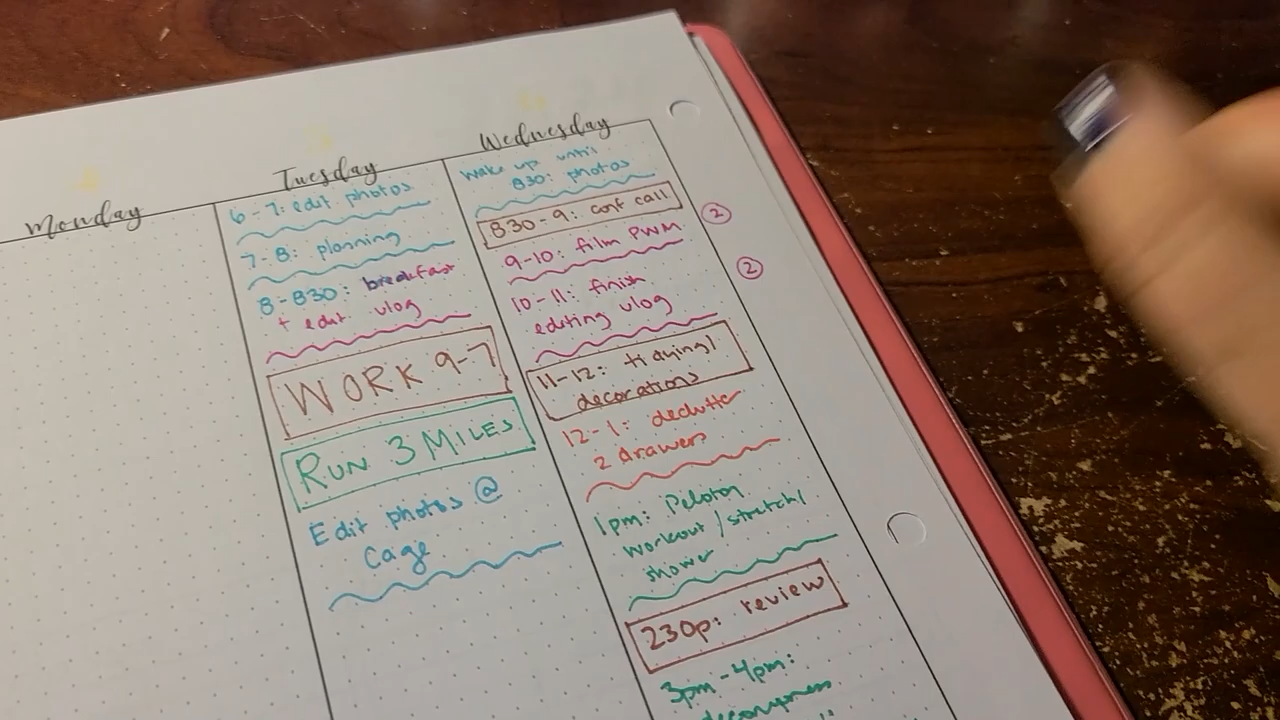 Monday
Tuesday
6-7: edit photos
7-8: planning
8-830: breakfast
+ edit vlog
WORK 9-7
RUN 3 MILES
Edit photos @
Caige
Wednesday
Wake up until
830: photos
830-9: conf call
9-10: film PWM
2
10-11: finish
editing vlog
2
11-12: tidying/
decorations
12-1: declutter
2 drawers
1pm: Peloton
workout/stretch/
shower
230p: review
3pm-4pm: